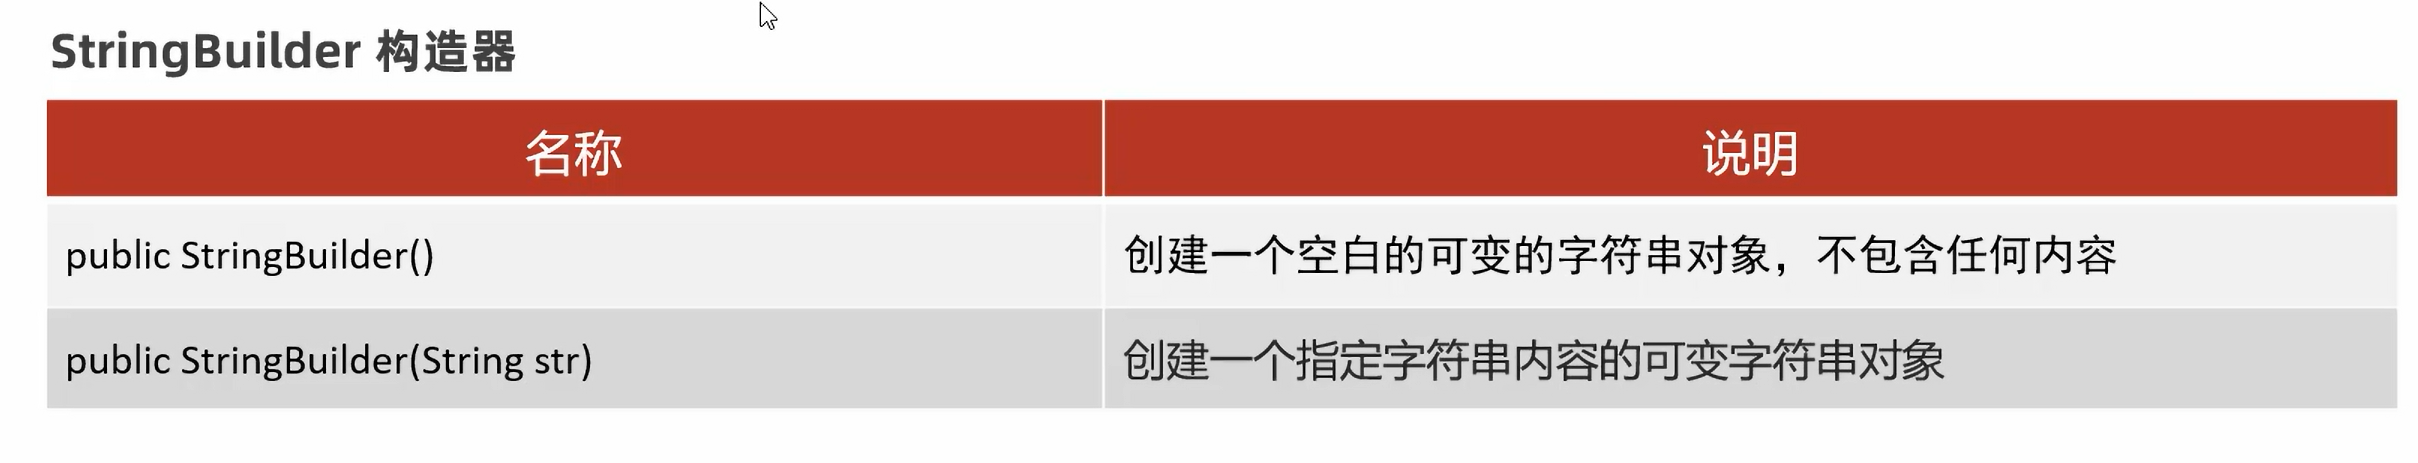 StringBuilder 构造器
名称 说明
public StringBuilder() 创建一个空白的可变的字符串对象，不包含任何内容
public StringBuilder(String str) 创建一个指定字符串内容的可变字符串对象